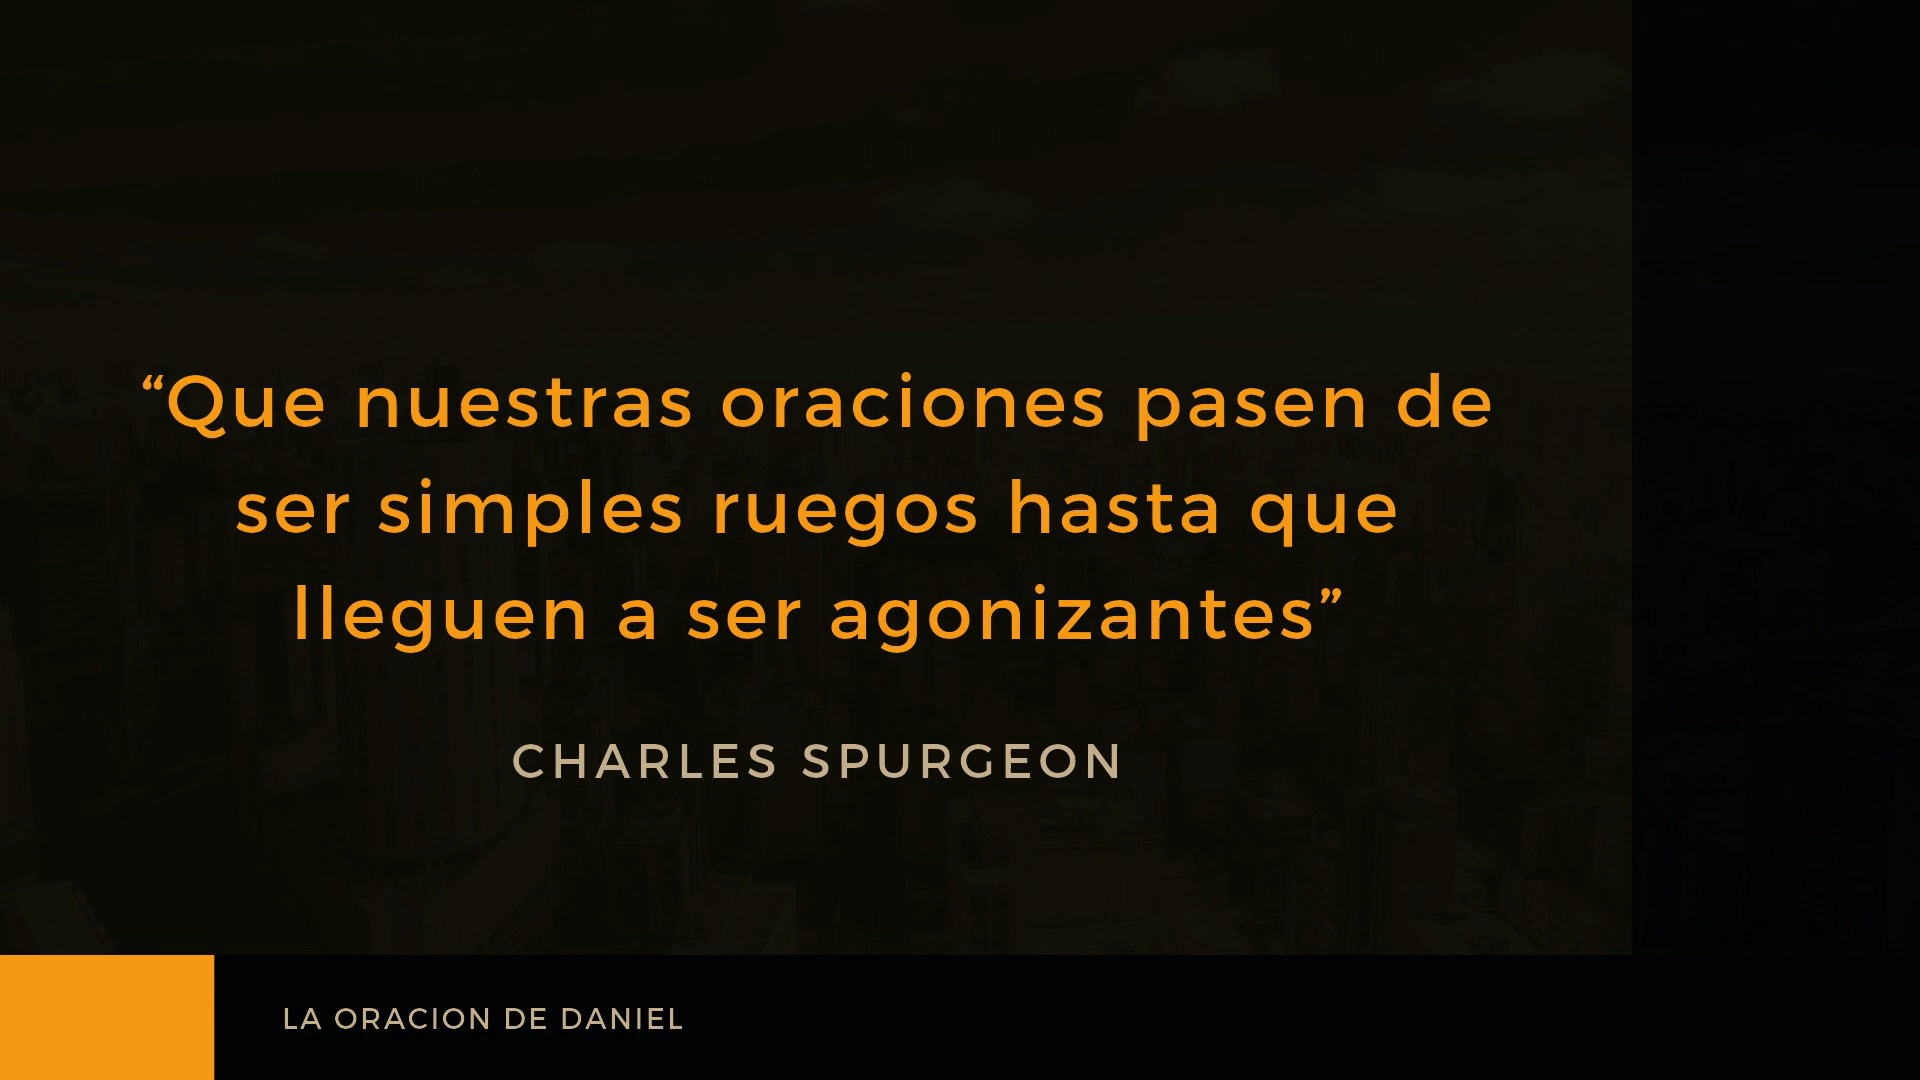 “Que nuestras oraciones pasen de
ser simples ruegos hasta que
lleguen a ser agonizantes”
CHARLES SPURGEON
LA ORACION DE DANIEL